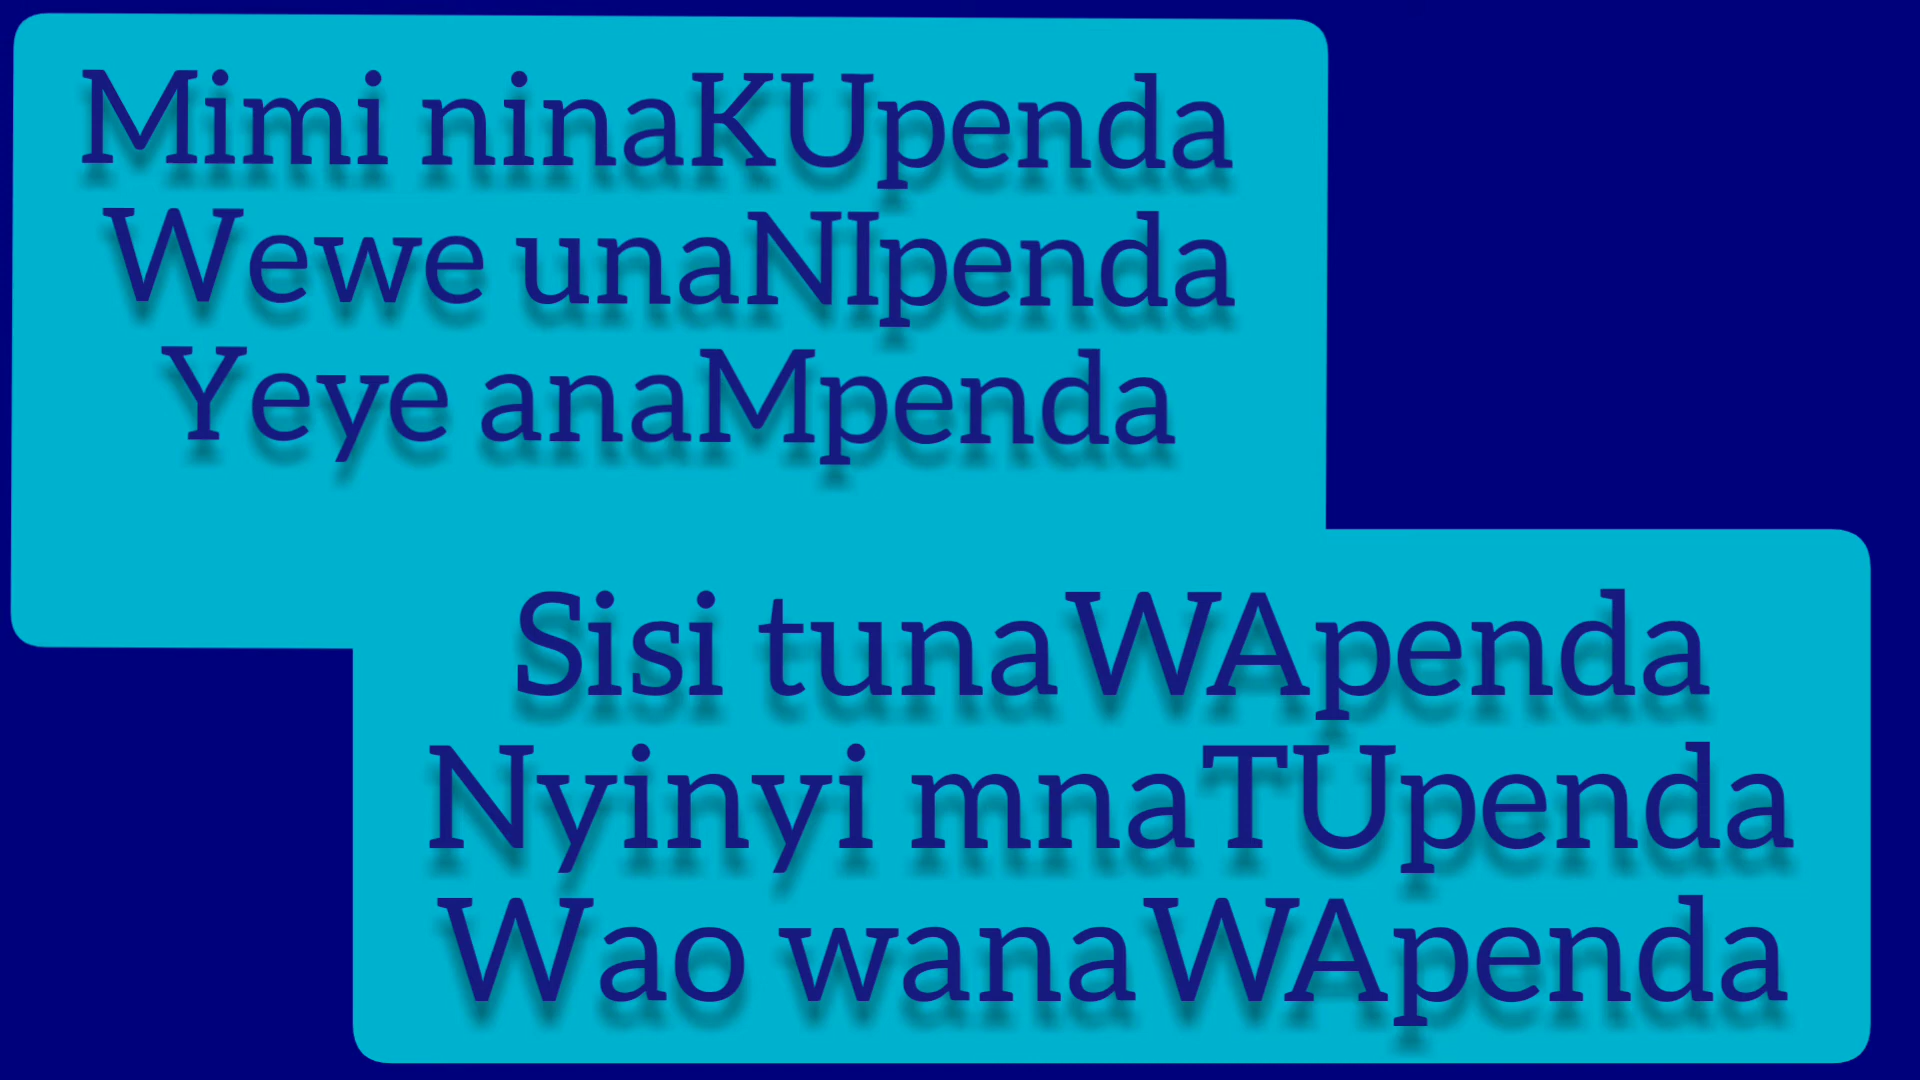 Mimi ninaKUpenda
Wewe unaNIpenda
Yeye anaMpenda
Sisi tunaWApenda
Nyinyi mnaTUpenda
Wao wanaWApenda